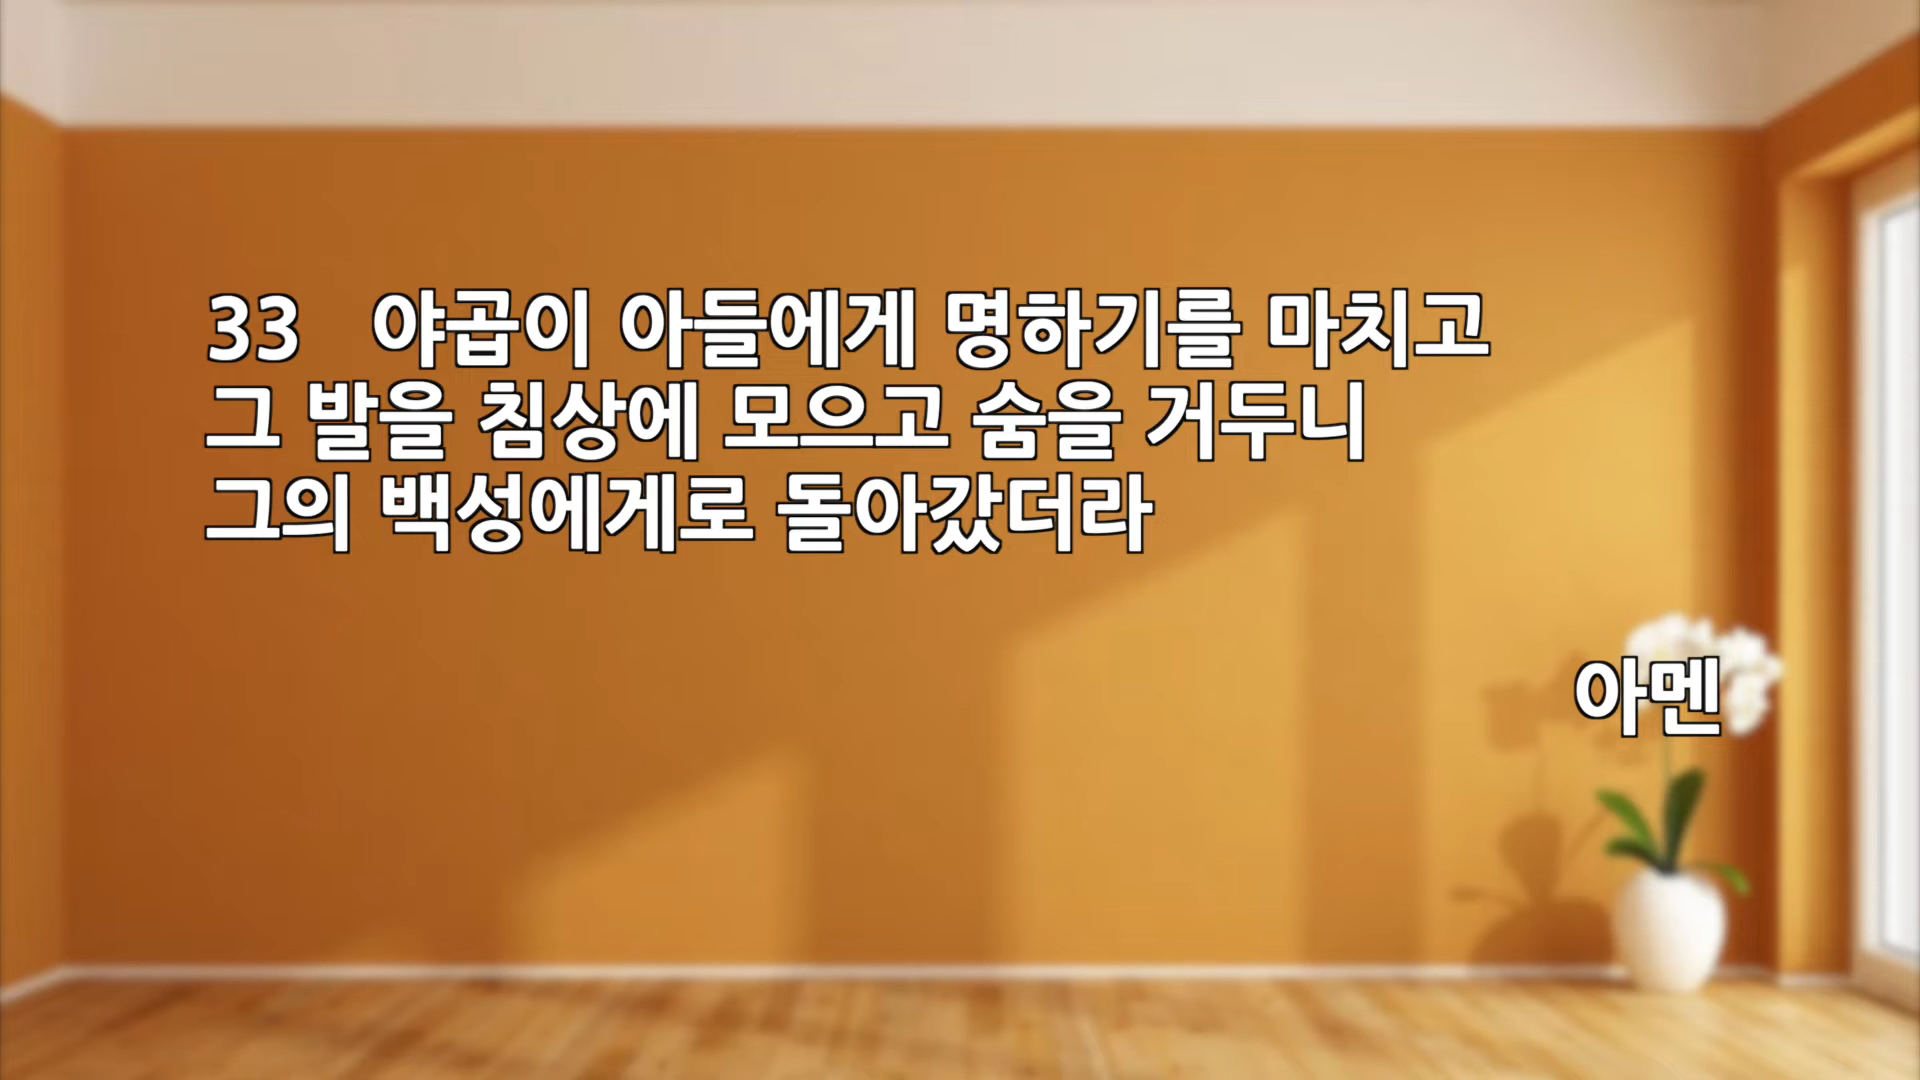 33 야곱이 아들에게 명하기를 마치고
그 발을 침상에 모으고 숨을 거두니
그의 백성에게로 돌아갔더라
아멘